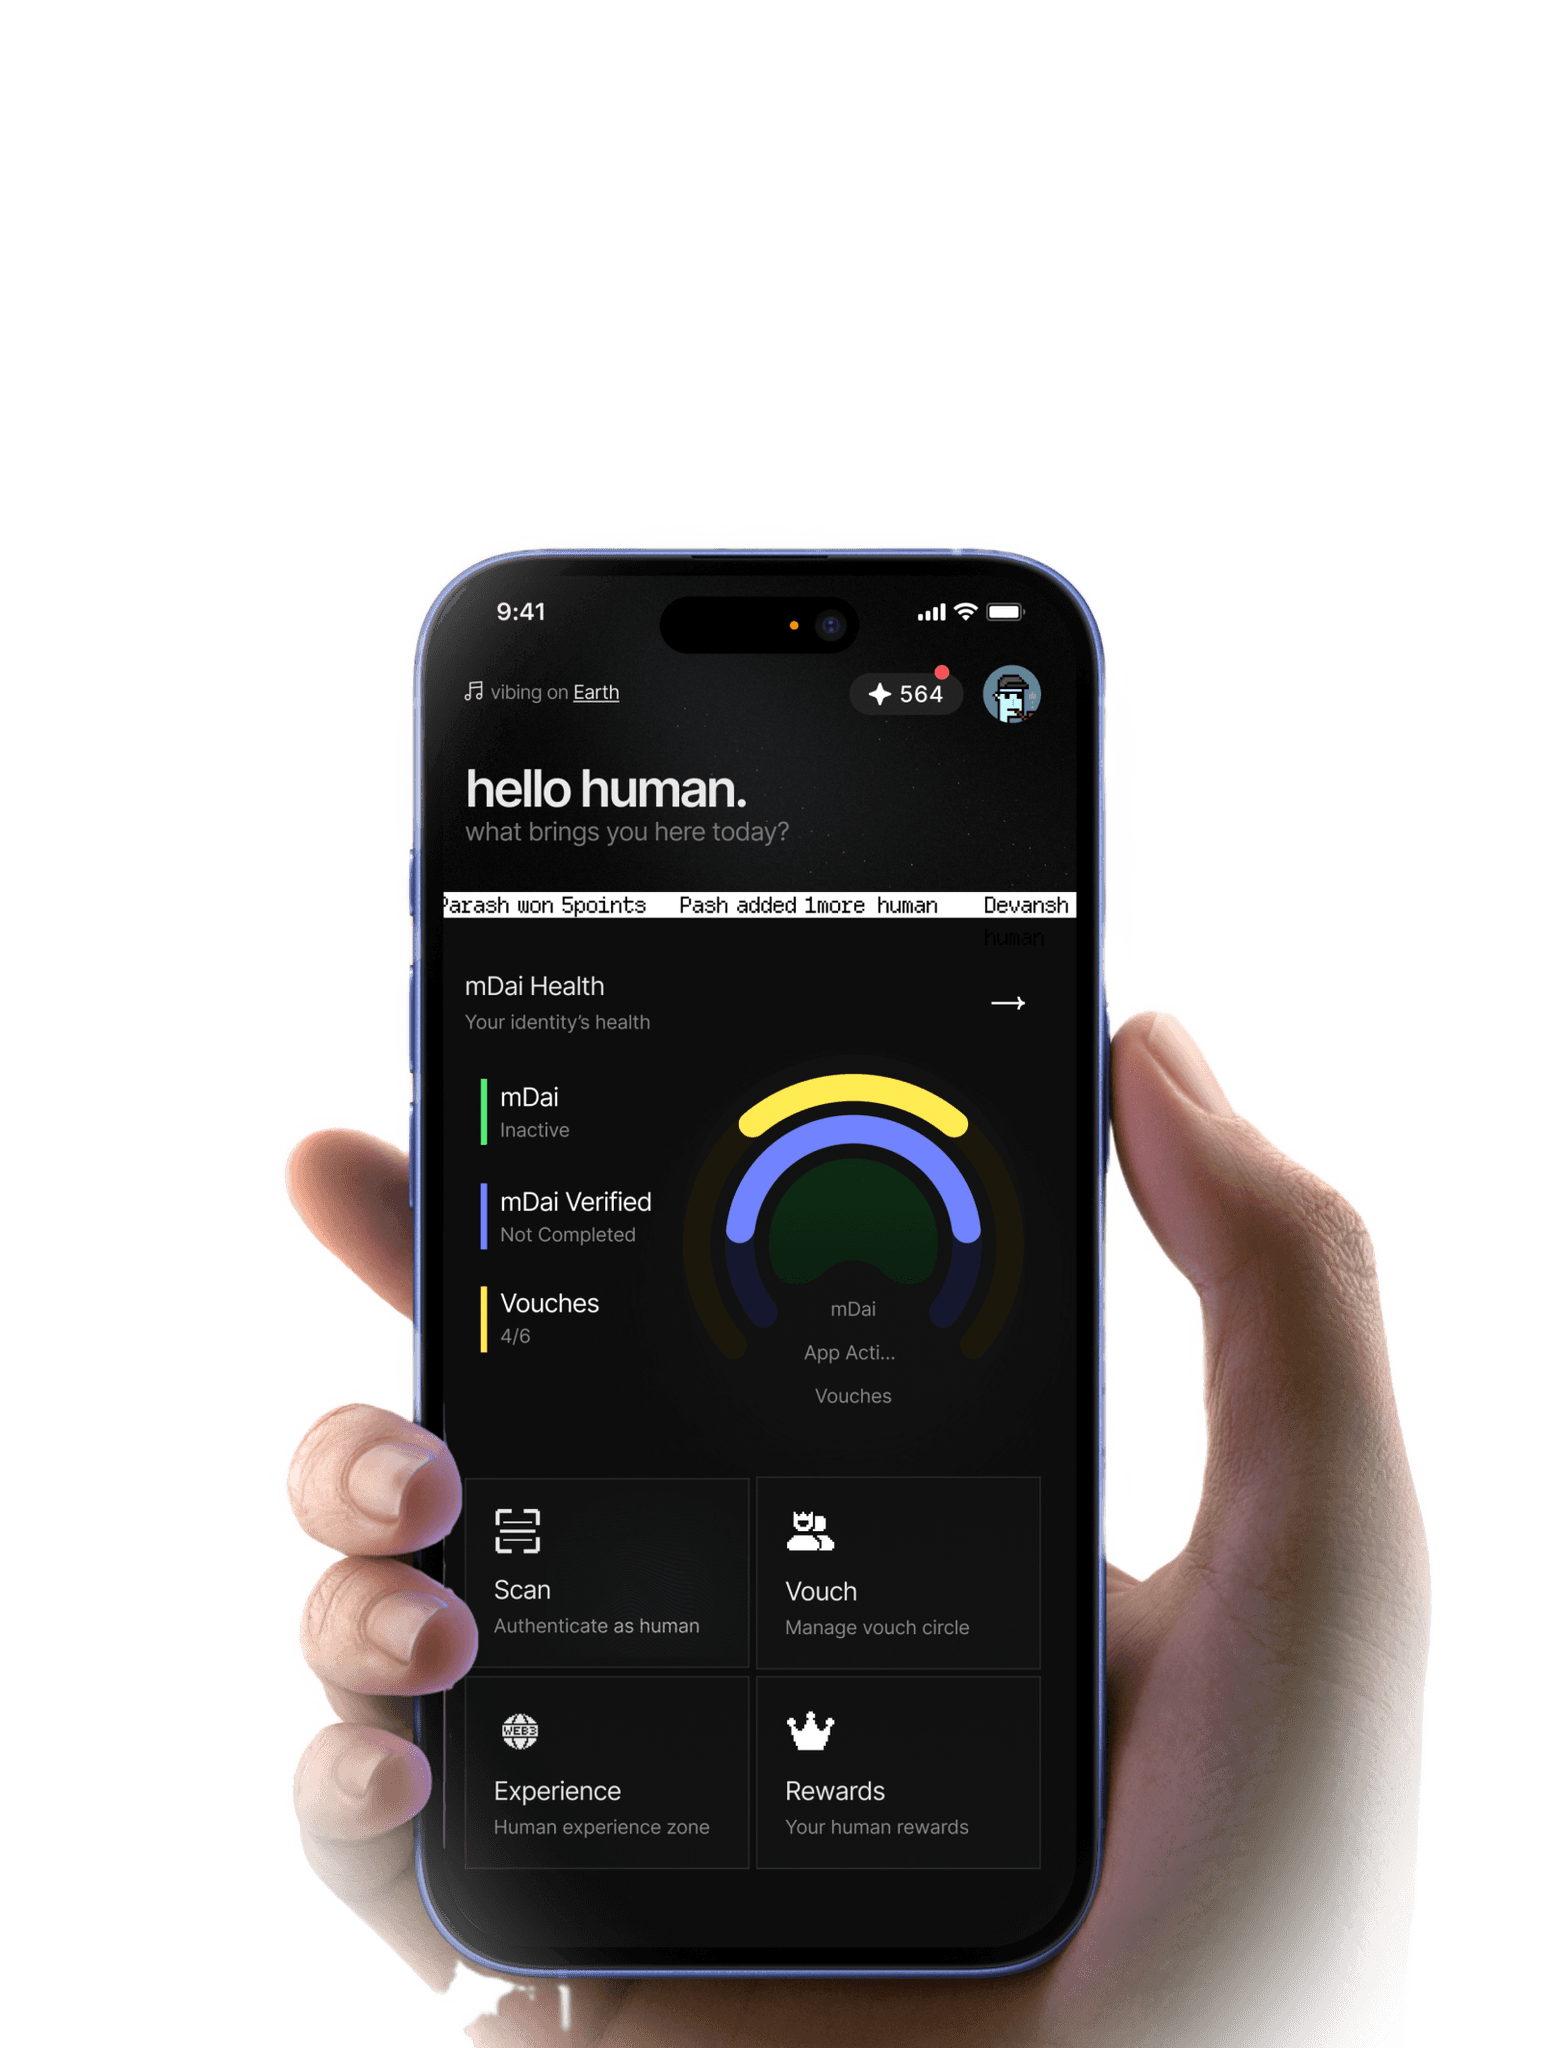 9:41
vibing on Earth
564
hello human.
what brings you here today?
Parash won 5points Pash added 1more human Devansh
human
mDai Health
Your identity's health
mDai
Inactive
mDai Verified
Not Completed
Vouches
4/6
mDai
App Acti...
Vouches
Scan
Authenticate as human
Vouch
Manage vouch circle
WEB3
Experience
Human experience zone
Rewards
Your human rewards